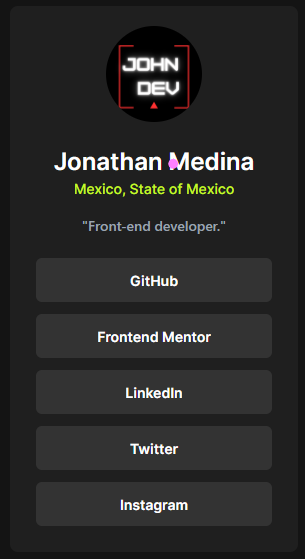 JOHN
DEV
Jonathan Medina
Mexico, State of Mexico
"Front-end developer."
GitHub
Frontend Mentor
LinkedIn
Twitter
Instagram